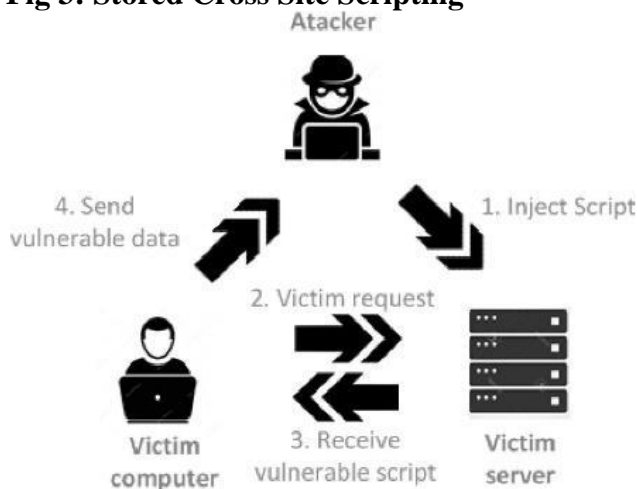 Fig 3: Stored Cross Site Scripting
Atacker
4. Send
vulnerable data
1. Inject Script
2. Victim request
3. Receive
vulnerable script
Victim
computer
Victim
server